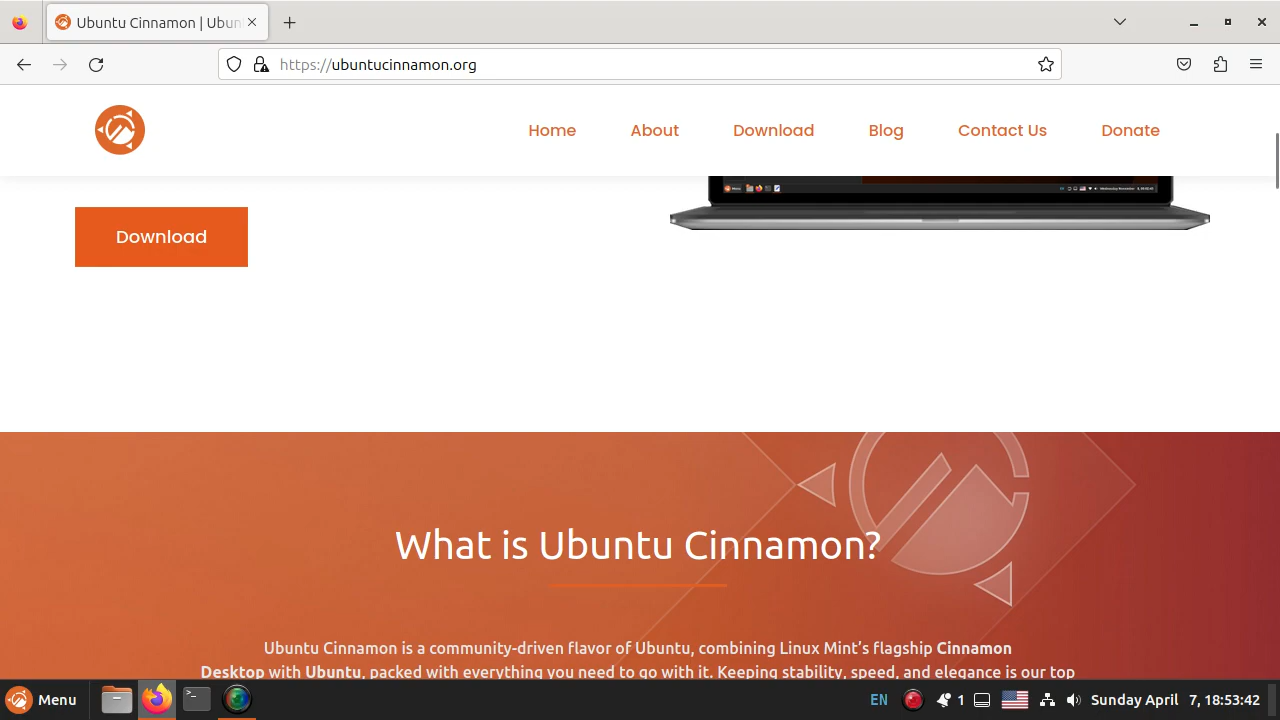 Ubuntu Cinnamon | Ubun
https://ubuntucinnamon.org
Home About Download Blog Contact Us Donate
Download
What is Ubuntu Cinnamon?
Ubuntu Cinnamon is a community-driven flavor of Ubuntu, combining Linux Mint's flagship Cinnamon
Desktop with Ubuntu, packed with everything you need to go with it. Keeping stability, speed, and elegance is our top
Menu EN 1 Sunday April 7, 18:53:42